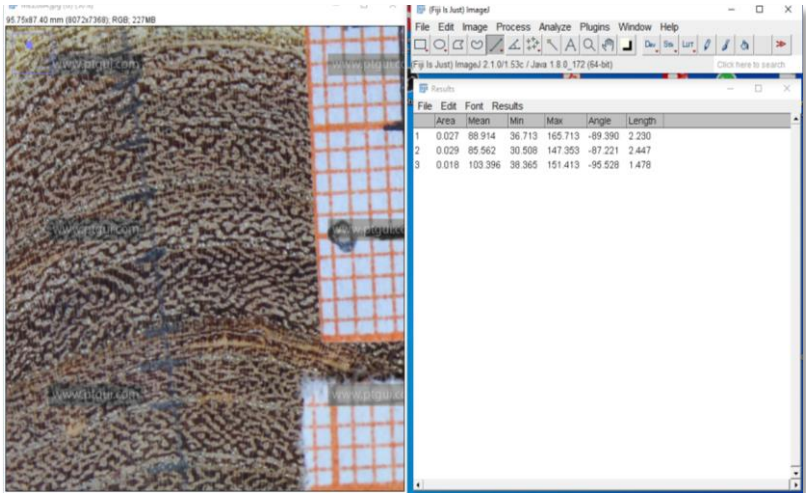 95.75x87.40 mm (8072x7368); RGB; 227MB
www.ptgui.com
www.ptgui.com
www.ptgui.com
www.ptgui.com
(Fiji Is Just) ImageJ
File Edit Image Process Analyze Plugins Window Help
Dev Stk LUT
(Fiji Is Just) ImageJ 2.1.0/1.53c / Java 1.8.0_172 (64-bit)
Click here to search
Results
File Edit Font Results
Area Mean Min Max Angle Length
1 0.027 88.914 36.713 165.713 -89.390 2.230
2 0.029 85.562 30.508 147.353 -87.221 2.447
3 0.018 103.396 38.365 151.413 -95.528 1.478